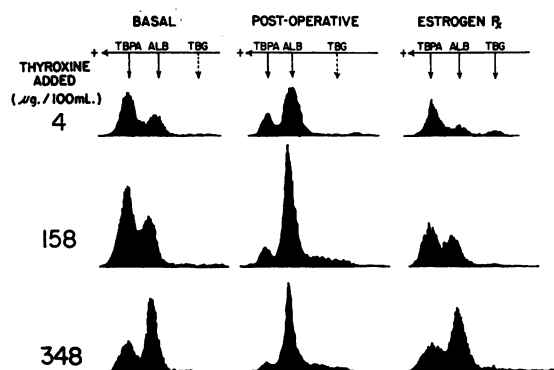 BASAL POST-OPERATIVE ESTROGEN ℞
+ TBPA ALB TBG + TBPA ALB TBG + TBPA ALB TBG
THYROXINE
ADDED
(µg./100mL.)
4
158
348